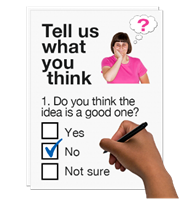 Tell us
what
you
think
?
1. Do you think the
idea is a good one?
Yes
No
Not sure